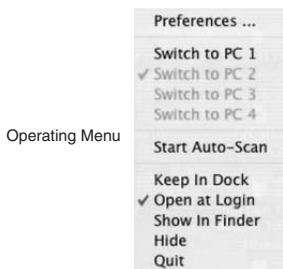 Preferences ...
Switch to PC 1
✓ Switch to PC 2
Switch to PC 3
Switch to PC 4
Operating Menu
Start Auto-Scan
Keep In Dock
✓ Open at Login
Show In Finder
Hide
Quit